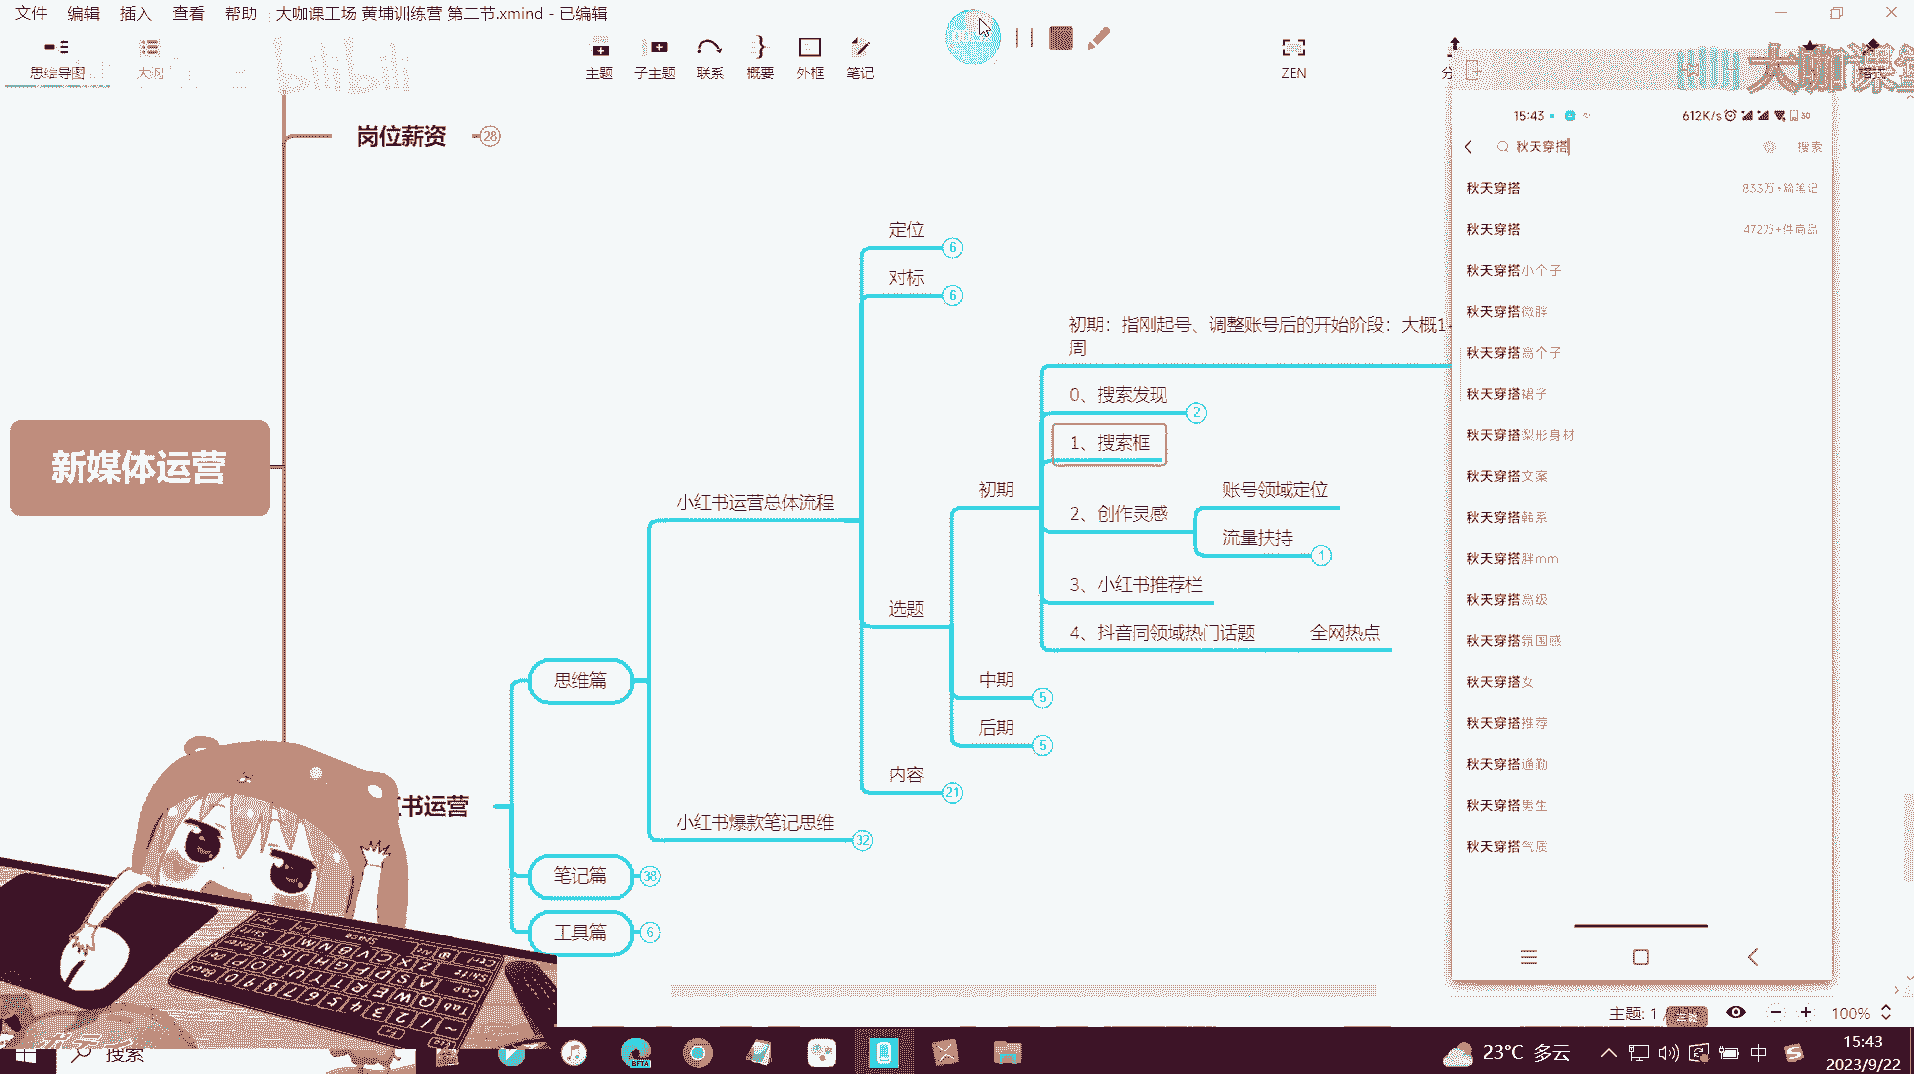 文件 编辑 插入 查看 帮助 大咖课工场 黄埔训练营 第二节.xmind - 已编辑
思维导图 大纲
主题 子主题 联系 概要 外框 笔记 ZEN
bilibili
大咖课堂
岗位薪资 28
新媒体运营
定位 6
对标 6
初期：指刚起号、调整账号后的开始阶段：大概1-
周
0、搜索发现 2
1、搜索框
初期
账号领域定位
小红书运营总体流程
2、创作灵感
流量扶持 1
3、小红书推荐栏
选题
4、抖音同领域热门话题 全网热点
思维篇
中期 5
后期 5
内容 21
书运营
小红书爆款笔记思维 32
笔记篇 38
工具篇 6
15:43 612K/s
秋天穿搭 搜索
秋天穿搭 833万+篇笔记
秋天穿搭 472万+件商品
秋天穿搭小个子
秋天穿搭微胖
秋天穿搭高个子
秋天穿搭裙子
秋天穿搭梨形身材
秋天穿搭文案
秋天穿搭韩系
秋天穿搭胖mm
秋天穿搭高级
秋天穿搭氛围感
秋天穿搭女
秋天穿搭推荐
秋天穿搭通勤
秋天穿搭男生
秋天穿搭气质
主题: 1 / 100%
搜索
23°C 多云 中 15:43
2023/9/22